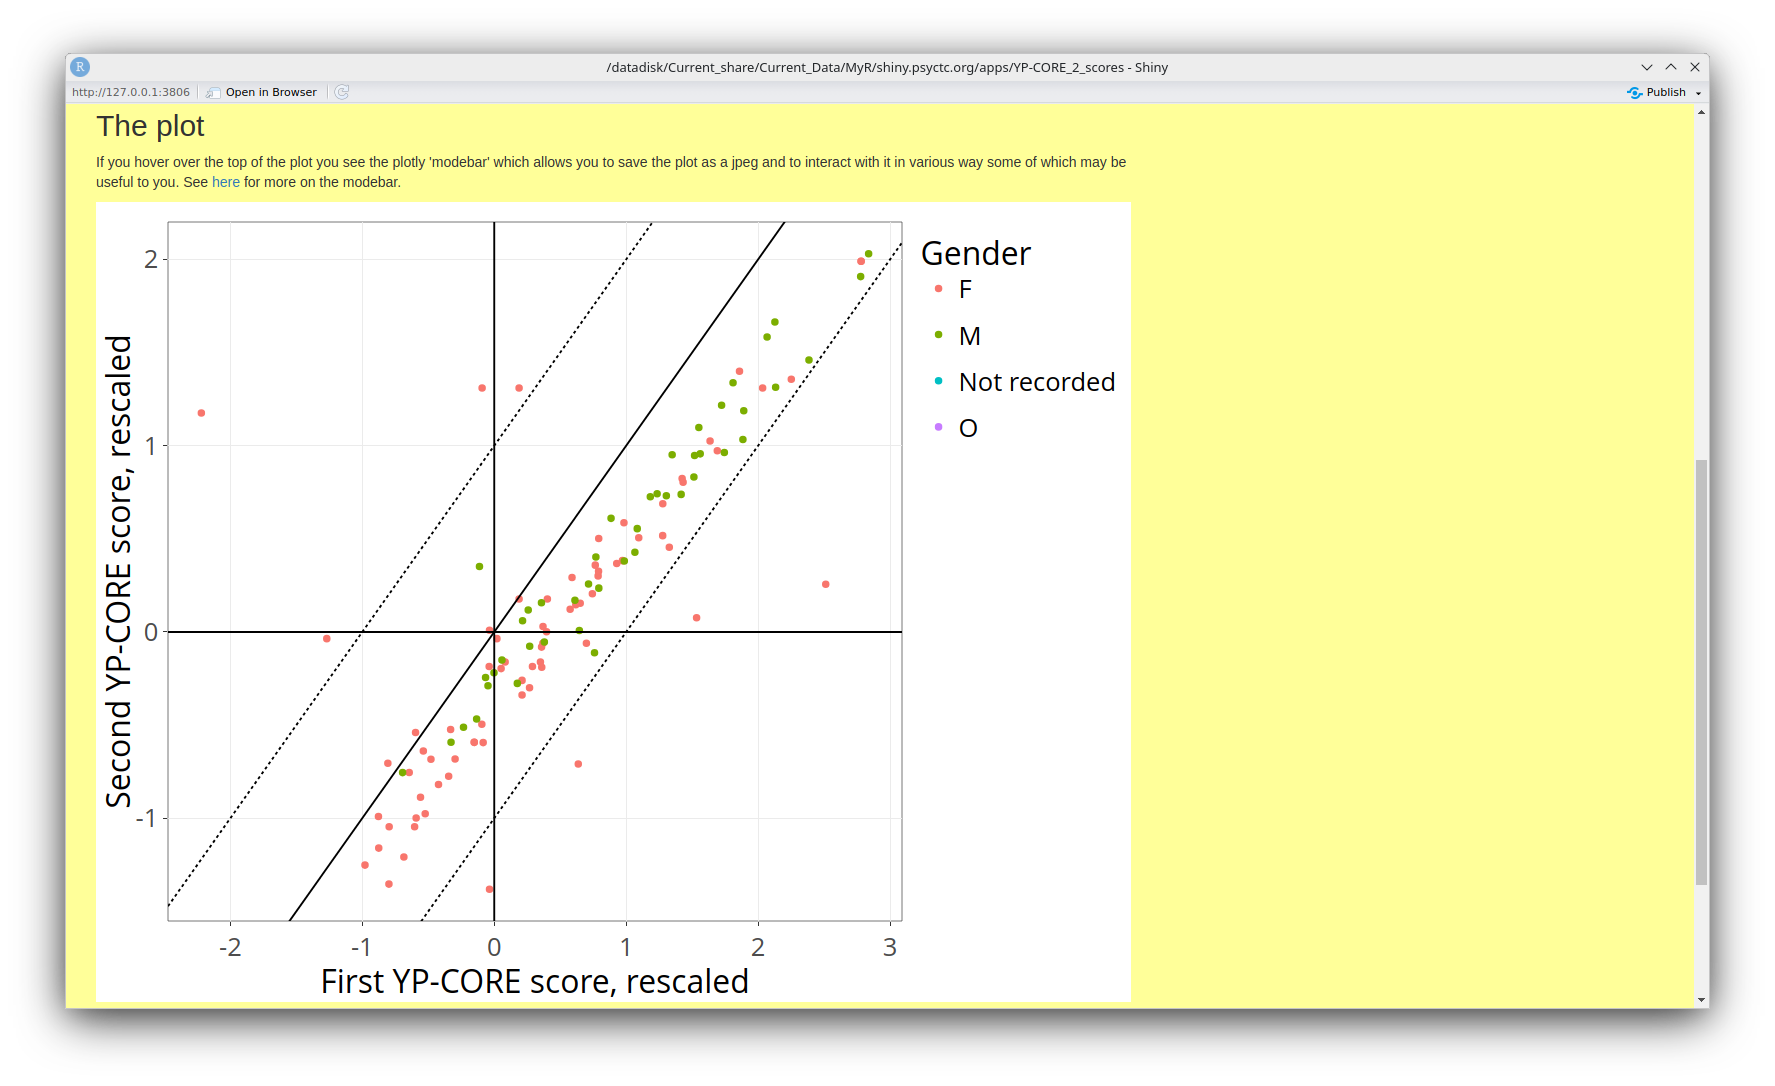 R
/datadisk/Current_share/Current_Data/MyR/shiny.psyctc.org/apps/YP-CORE_2_scores - Shiny
http://127.0.0.1:3806 Open in Browser Publish
The plot
If you hover over the top of the plot you see the plotly 'modebar' which allows you to save the plot as a jpeg and to interact with it in various way some of which may be
useful to you. See here for more on the modebar.
Gender
F
M
Not recorded
O
Second YP-CORE score, rescaled
2
1
0
-1
-2 -1 0 1 2 3
First YP-CORE score, rescaled